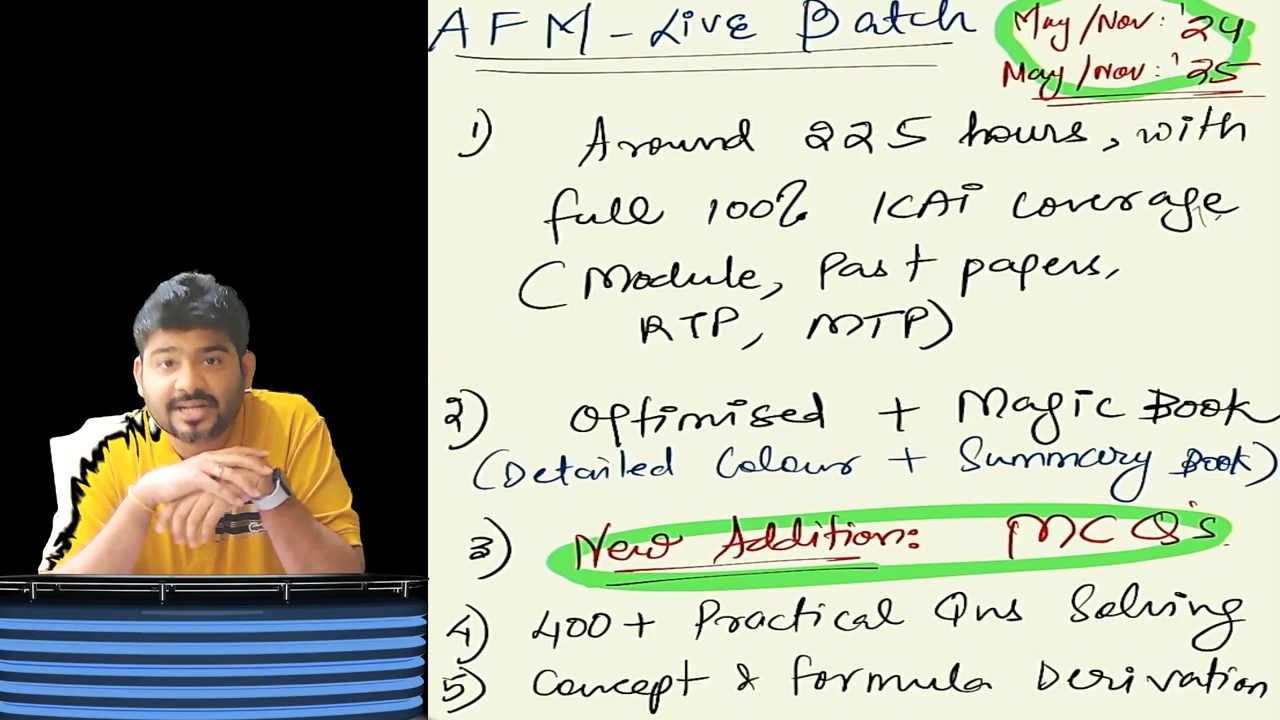 AFM - Live Batch
May/Nov: '24
May/Nov: '25
1) Around 225 hours, with
full 100% ICAI coverage
(Module, Past papers,
RTP, MTP)
2) Optimised + Magic Book
(Detailed Colour + Summary Book)
3) New Addition: MCQ's
4) 400+ Practical Qns Solving
5) Concept & formula Derivation